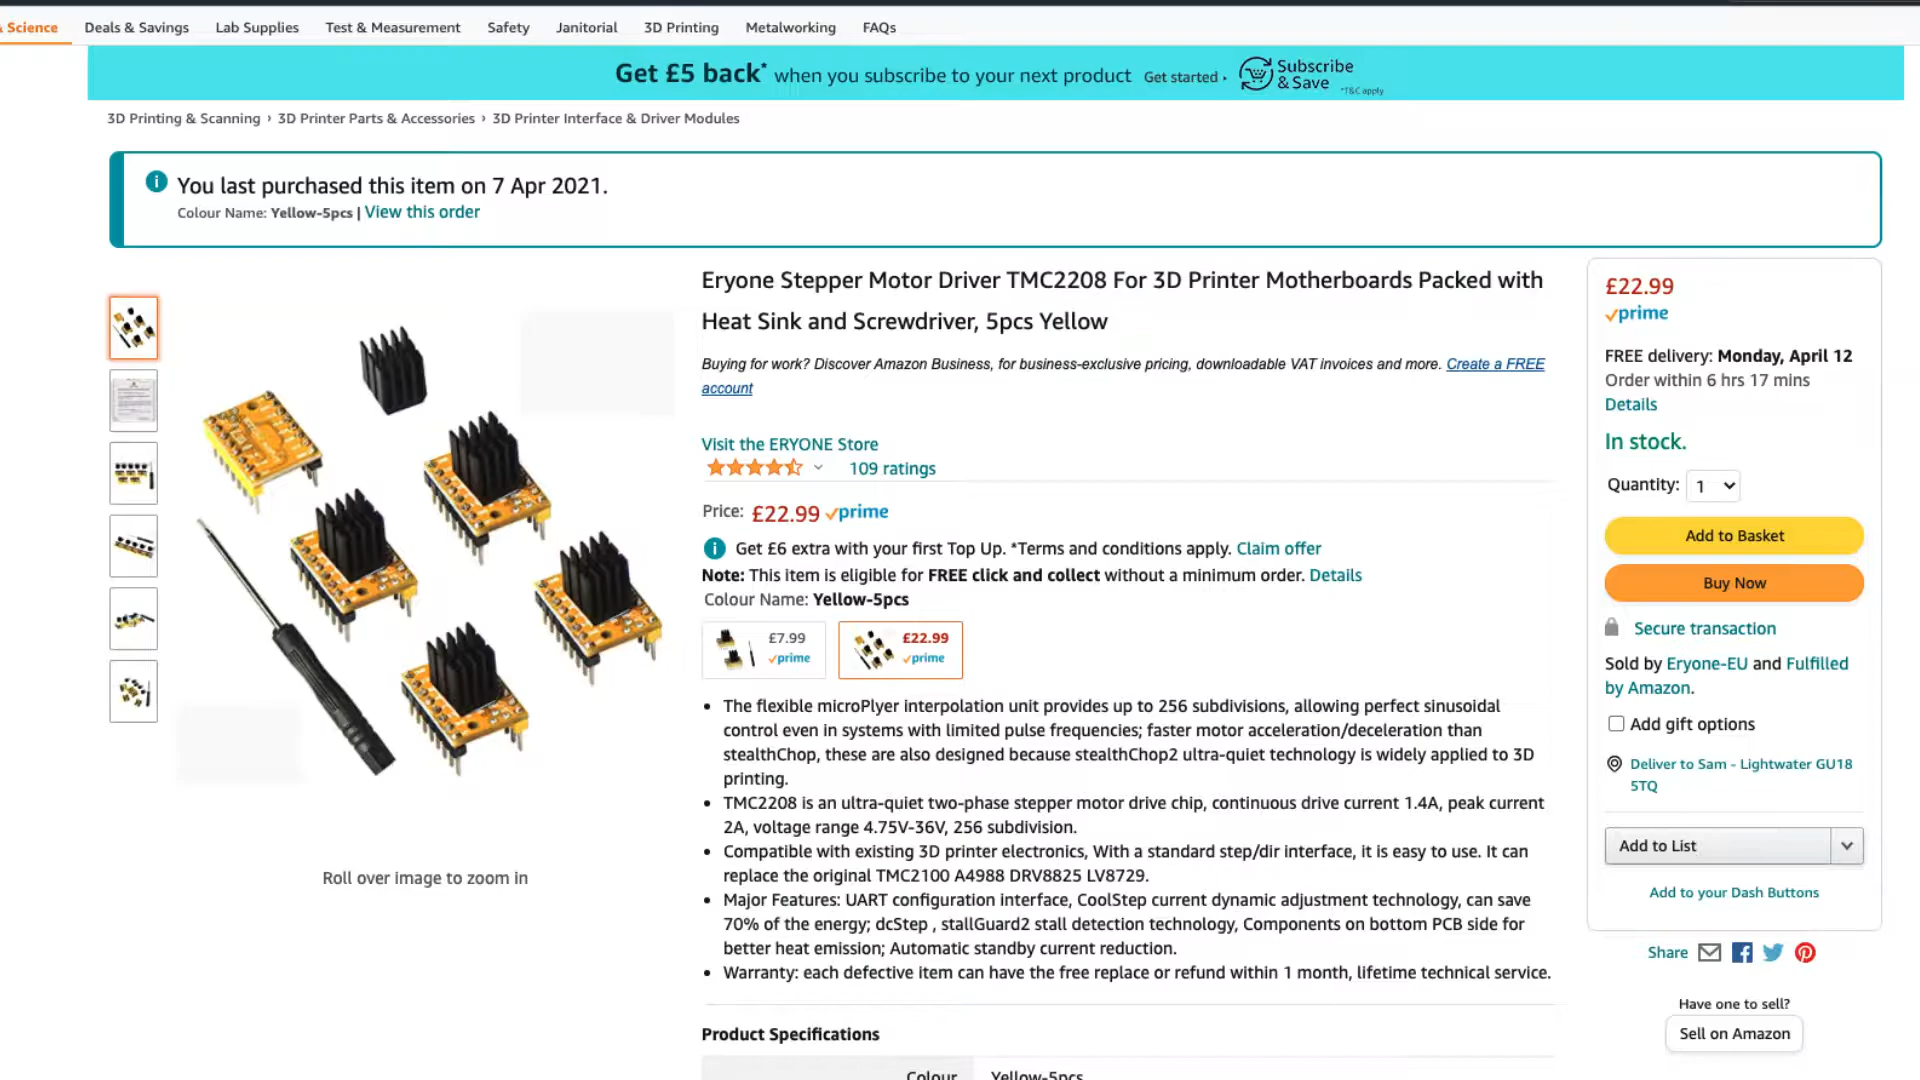 & Science
Deals & Savings
Lab Supplies
Test & Measurement
Safety
Janitorial
3D Printing
Metalworking
FAQs
Get £5 back* when you subscribe to your next product Get started ›
Subscribe
& Save
*T&C apply
3D Printing & Scanning › 3D Printer Parts & Accessories › 3D Printer Interface & Driver Modules
You last purchased this item on 7 Apr 2021.
Colour Name: Yellow-5pcs | View this order
Eryone Stepper Motor Driver TMC2208 For 3D Printer Motherboards Packed with
Heat Sink and Screwdriver, 5pcs Yellow
Buying for work? Discover Amazon Business, for business-exclusive pricing, downloadable VAT invoices and more. Create a FREE
account
Visit the ERYONE Store
109 ratings
Price: £22.99 prime
Get £6 extra with your first Top Up. *Terms and conditions apply. Claim offer
Note: This item is eligible for FREE click and collect without a minimum order. Details
Colour Name: Yellow-5pcs
£7.99
prime
£22.99
prime
• The flexible microPlyer interpolation unit provides up to 256 subdivisions, allowing perfect sinusoidal
control even in systems with limited pulse frequencies; faster motor acceleration/deceleration than
stealthChop, these are also designed because stealthChop2 ultra-quiet technology is widely applied to 3D
printing.
• TMC2208 is an ultra-quiet two-phase stepper motor drive chip, continuous drive current 1.4A, peak current
2A, voltage range 4.75V-36V, 256 subdivision.
• Compatible with existing 3D printer electronics, With a standard step/dir interface, it is easy to use. It can
replace the original TMC2100 A4988 DRV8825 LV8729.
• Major Features: UART configuration interface, CoolStep current dynamic adjustment technology, can save
70% of the energy; dcStep , stallGuard2 stall detection technology, Components on bottom PCB side for
better heat emission; Automatic standby current reduction.
• Warranty: each defective item can have the free replace or refund within 1 month, lifetime technical service.
Product Specifications
Colour Yellow-5pcs
Roll over image to zoom in
£22.99
prime
FREE delivery: Monday, April 12
Order within 6 hrs 17 mins
Details
In stock.
Quantity: 1
Add to Basket
Buy Now
Secure transaction
Sold by Eryone-EU and Fulfilled
by Amazon.
Add gift options
Deliver to Sam - Lightwater GU18
5TQ
Add to List
Add to your Dash Buttons
Share
Have one to sell?
Sell on Amazon